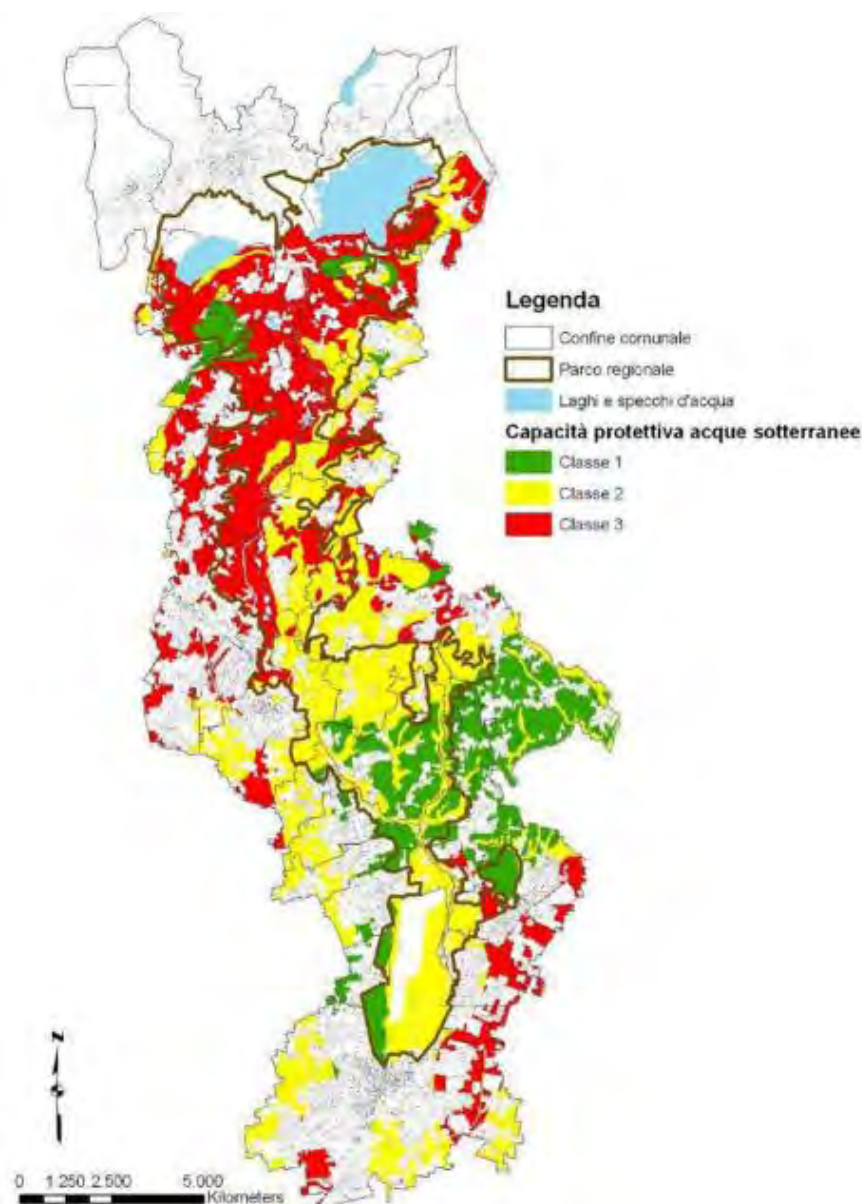 Legenda
Confine comunale
Parco regionale
Laghi e specchi d'acqua
Capacità protettiva acque sotterranee
Classe 1
Classe 2
Classe 3
N
0 1.250 2.500 5.000
Kilometers